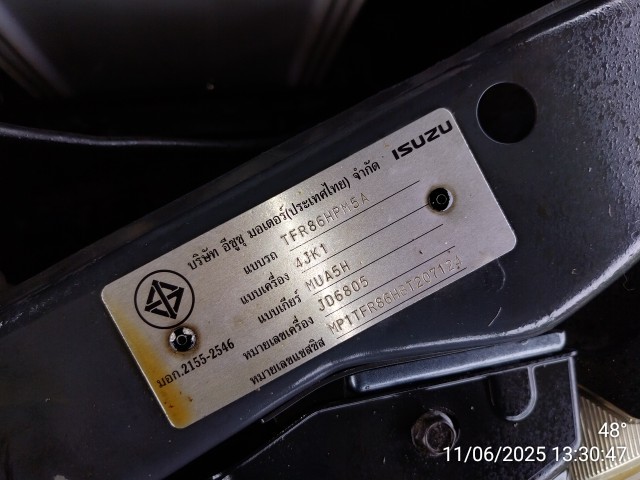 ISUZU
บริษัท อีซูซุ มอเตอร์(ประเทศไทย) จำกัด
แบบรถ TFR86HPM5A
แบบเครื่อง 4JK1
แบบเกียร์ MUA5H
หมายเลขเครื่อง JD6805
หมายเลขแชสซีส์
มอก.2155-2546
48°
11/06/2025 13:30:47